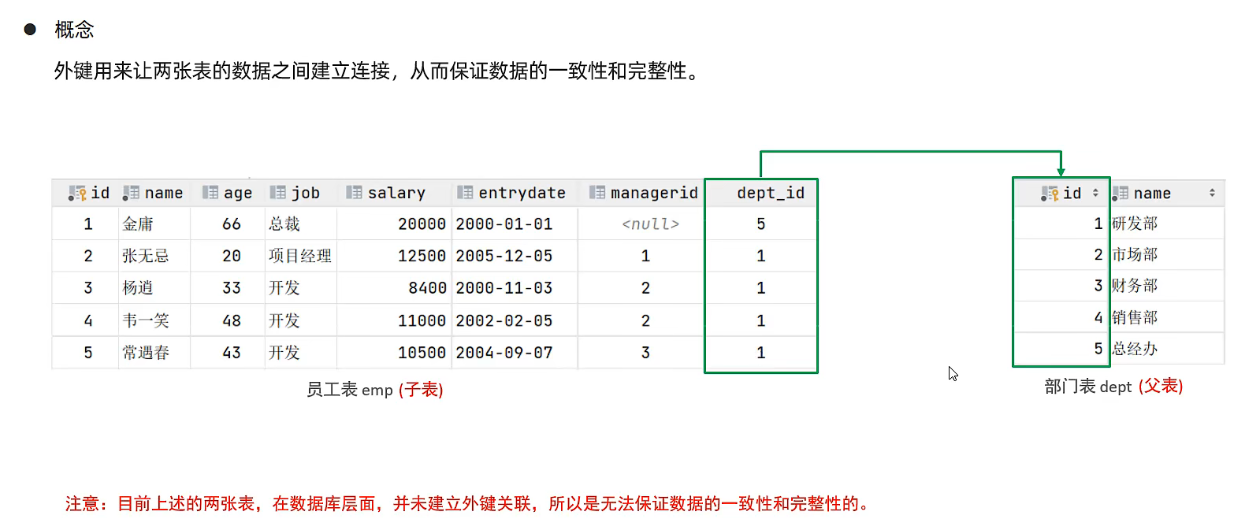 ● 概念
外键用来让两张表的数据之间建立连接，从而保证数据的一致性和完整性。
id name age job salary entrydate managerid dept_id
1 金庸 66 总裁 20000 2000-01-01 <null> 5
2 张无忌 20 项目经理 12500 2005-12-05 1 1
3 杨逍 33 开发 8400 2000-11-03 2 1
4 韦一笑 48 开发 11000 2002-02-05 2 1
5 常遇春 43 开发 10500 2004-09-07 3 1
员工表 emp (子表)
id name
1 研发部
2 市场部
3 财务部
4 销售部
5 总经办
部门表 dept (父表)
注意：目前上述的两张表，在数据库层面，并未建立外键关联，所以是无法保证数据的一致性和完整性的。